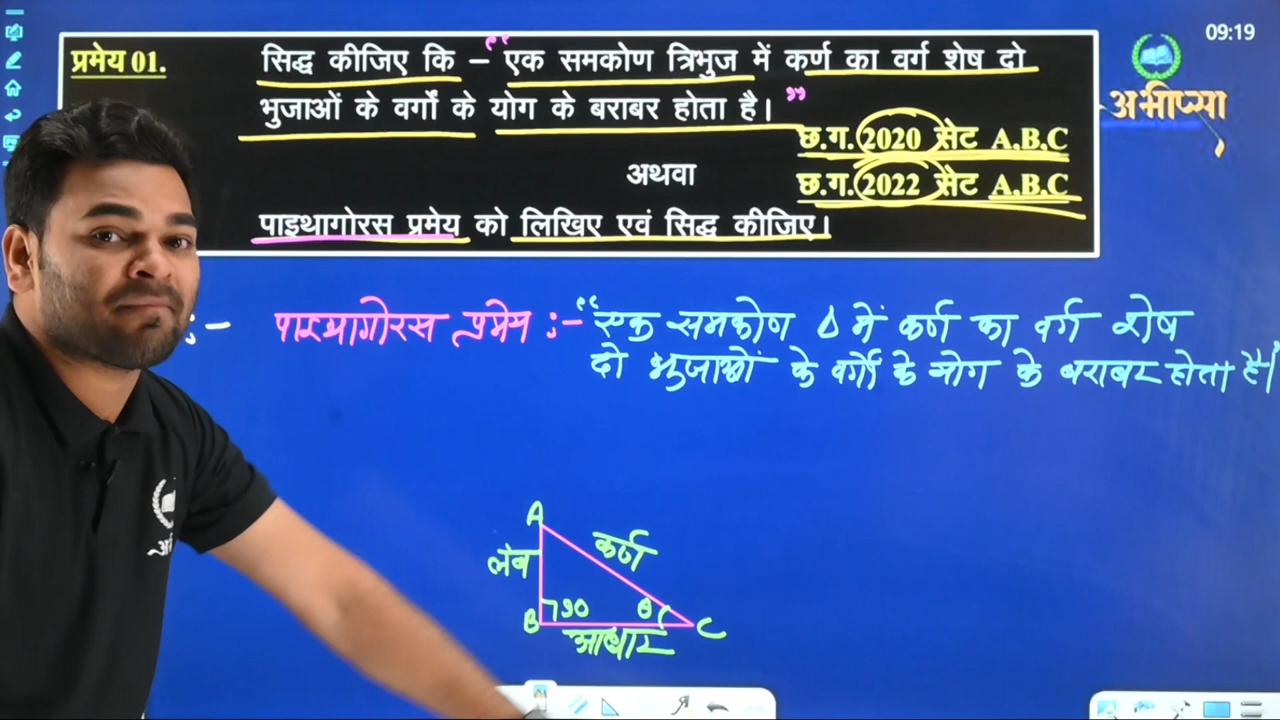 09:19
प्रमेय 01. सिद्ध कीजिए कि – “एक समकोण त्रिभुज में कर्ण का वर्ग शेष दो
भुजाओं के वर्गों के योग के बराबर होता है। ”
छ.ग. 2020 सेट A,B,C
अथवा
छ.ग. 2022 सेट A,B,C
पाइथागोरस प्रमेय को लिखिए एवं सिद्ध कीजिए।
अभीप्सा
:- पाइथागोरस प्रमेय :- “एक समकोण Δ में कर्ण का वर्ग शेष
दो भुजाओं के वर्गों के योग के बराबर होता है।
A
लंब
कर्ण
90
θ
B
C
आधार